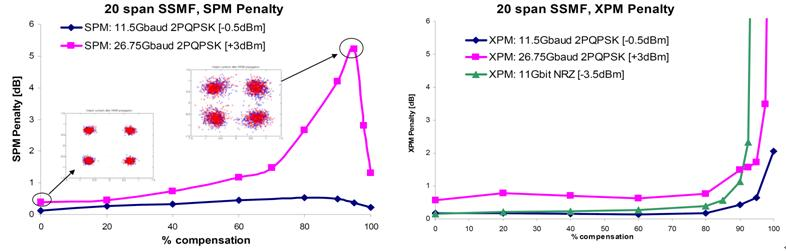 20 span SSMF, SPM Penalty
SPM: 11.5Gbaud 2PQPSK [-0.5dBm]
SPM: 26.75Gbaud 2PQPSK [+3dBm]
SPM Penalty [dB]
6
5
4
3
2
1
0
0 20 40 60 80 100
% compensation
20 span SSMF, XPM Penalty
XPM: 11.5Gbaud 2PQPSK [-0.5dBm]
XPM: 26.75Gbaud 2PQPSK [+3dBm]
XPM: 11Gbit NRZ [-3.5dBm]
XPM Penalty [dB]
6
5
4
3
2
1
0
0 10 20 30 40 50 60 70 80 90 100
% compensation